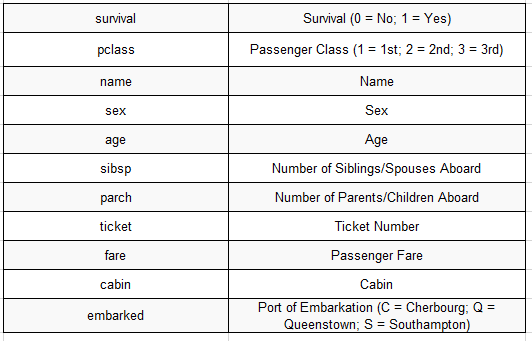 survival Survival (0 = No; 1 = Yes)
pclass Passenger Class (1 = 1st; 2 = 2nd; 3 = 3rd)
name Name
sex Sex
age Age
sibsp Number of Siblings/Spouses Aboard
parch Number of Parents/Children Aboard
ticket Ticket Number
fare Passenger Fare
cabin Cabin
embarked Port of Embarkation (C = Cherbourg; Q =
Queenstown; S = Southampton)